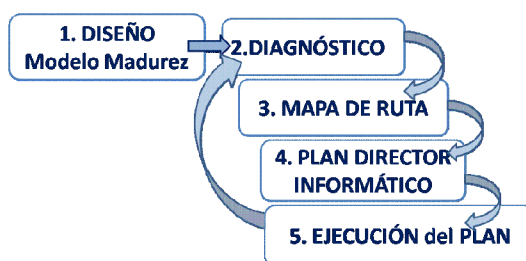 1. DISEÑO
Modelo Madurez
2.DIAGNÓSTICO
3. MAPA DE RUTA
4. PLAN DIRECTOR
INFORMÁTICO
5. EJECUCIÓN del PLAN